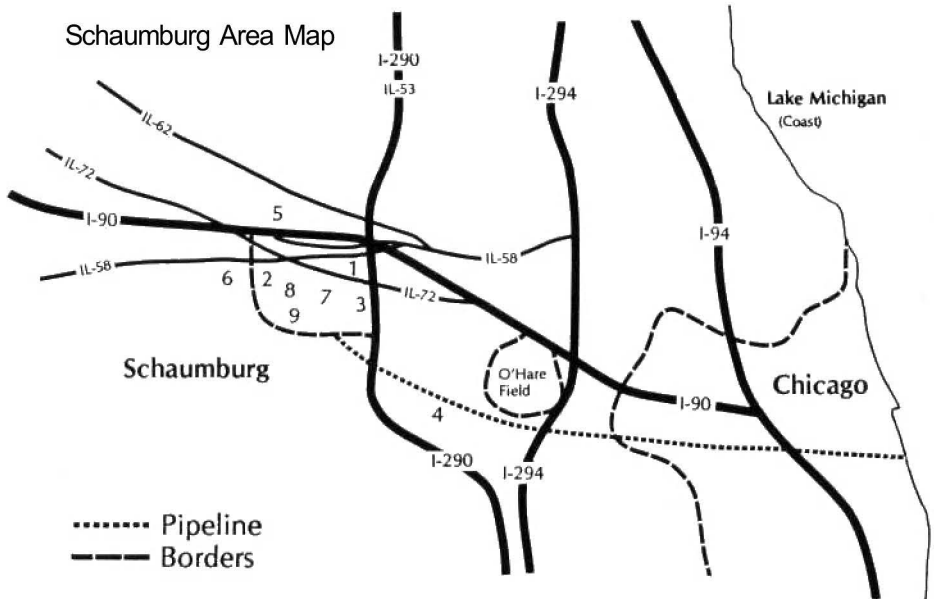 Schaumburg Area Map
I-290
IL-53
I-294
Lake Michigan
(Coast)
IL-62
IL-72
I-90
5
I-94
IL-58
IL-58
6
2
1
8
7
3
IL-72
9
Schaumburg
O'Hare
Field
Chicago
4
I-90
I-290
I-294
Pipeline
Borders